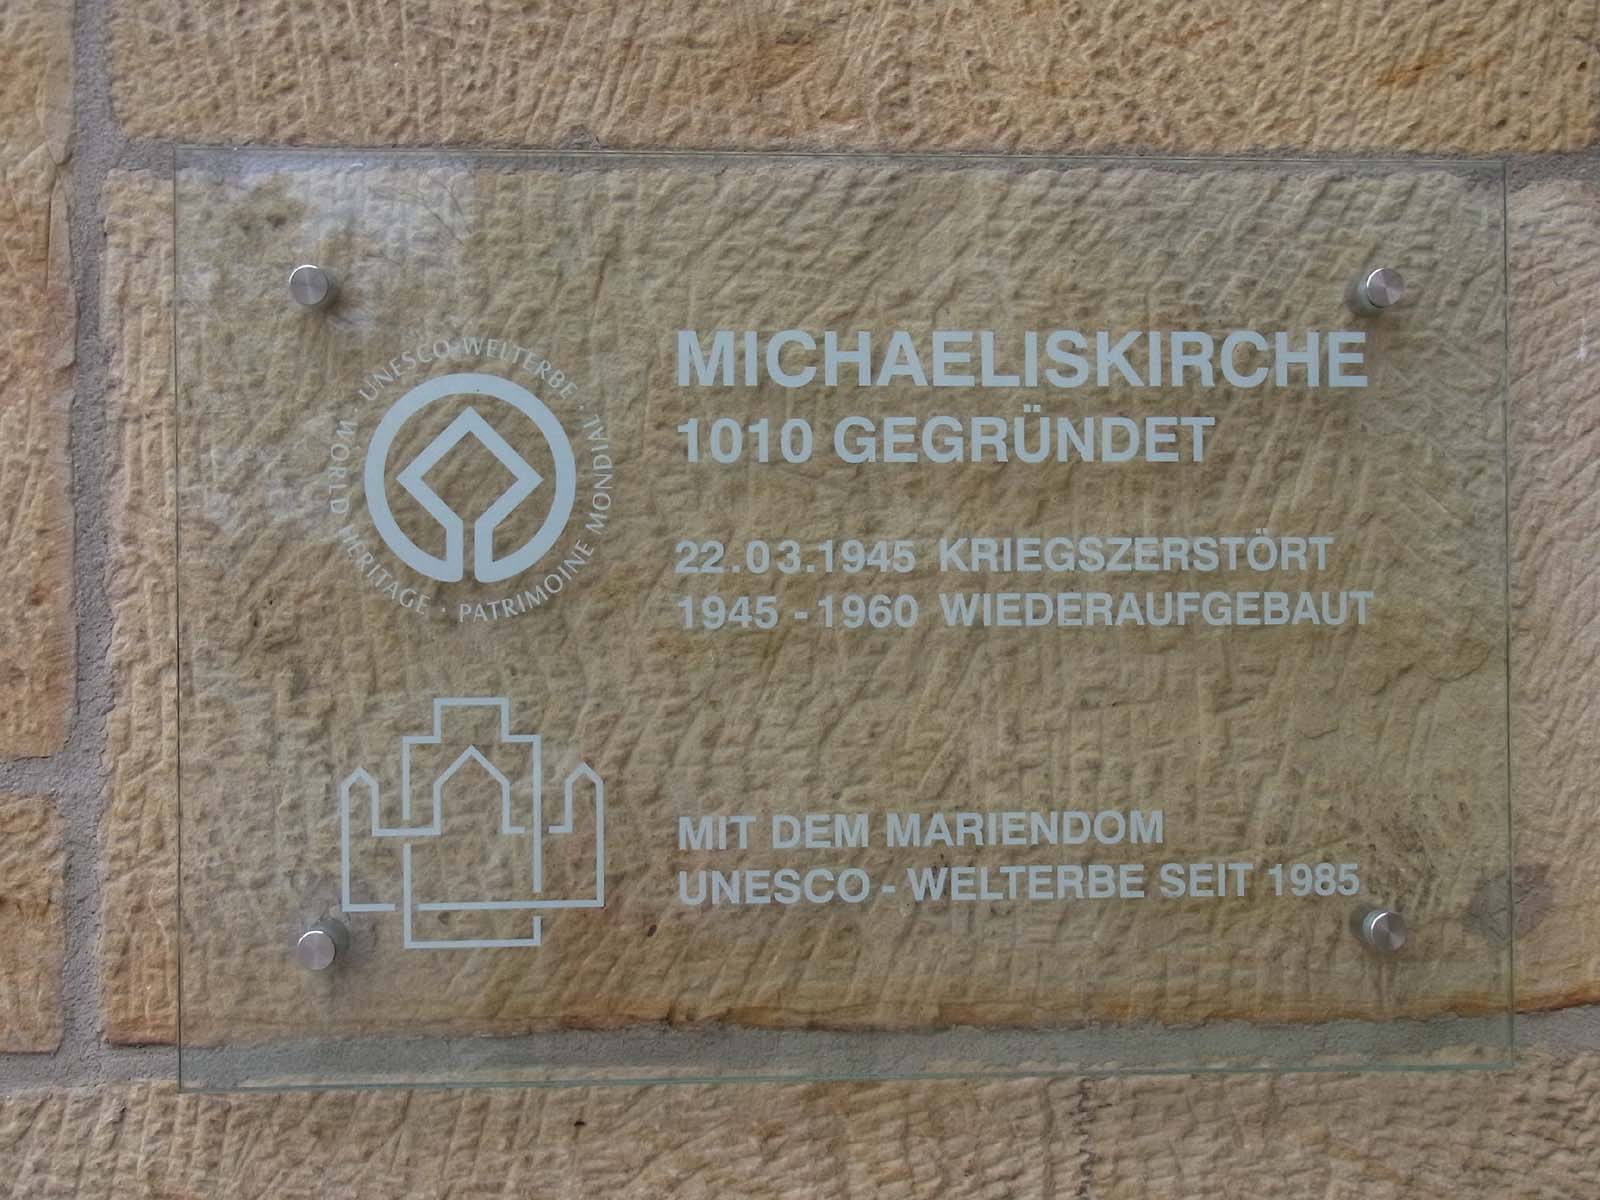 UNESCO-WELTERBE · PATRIMOINE MONDIAL · WORLD HERITAGE ·
MICHAELISKIRCHE
1010 GEGRÜNDET
22.03.1945 KRIEGSZERSTÖRT
1945 - 1960 WIEDERAUFGEBAUT
MIT DEM MARIENDOM
UNESCO - WELTERBE SEIT 1985